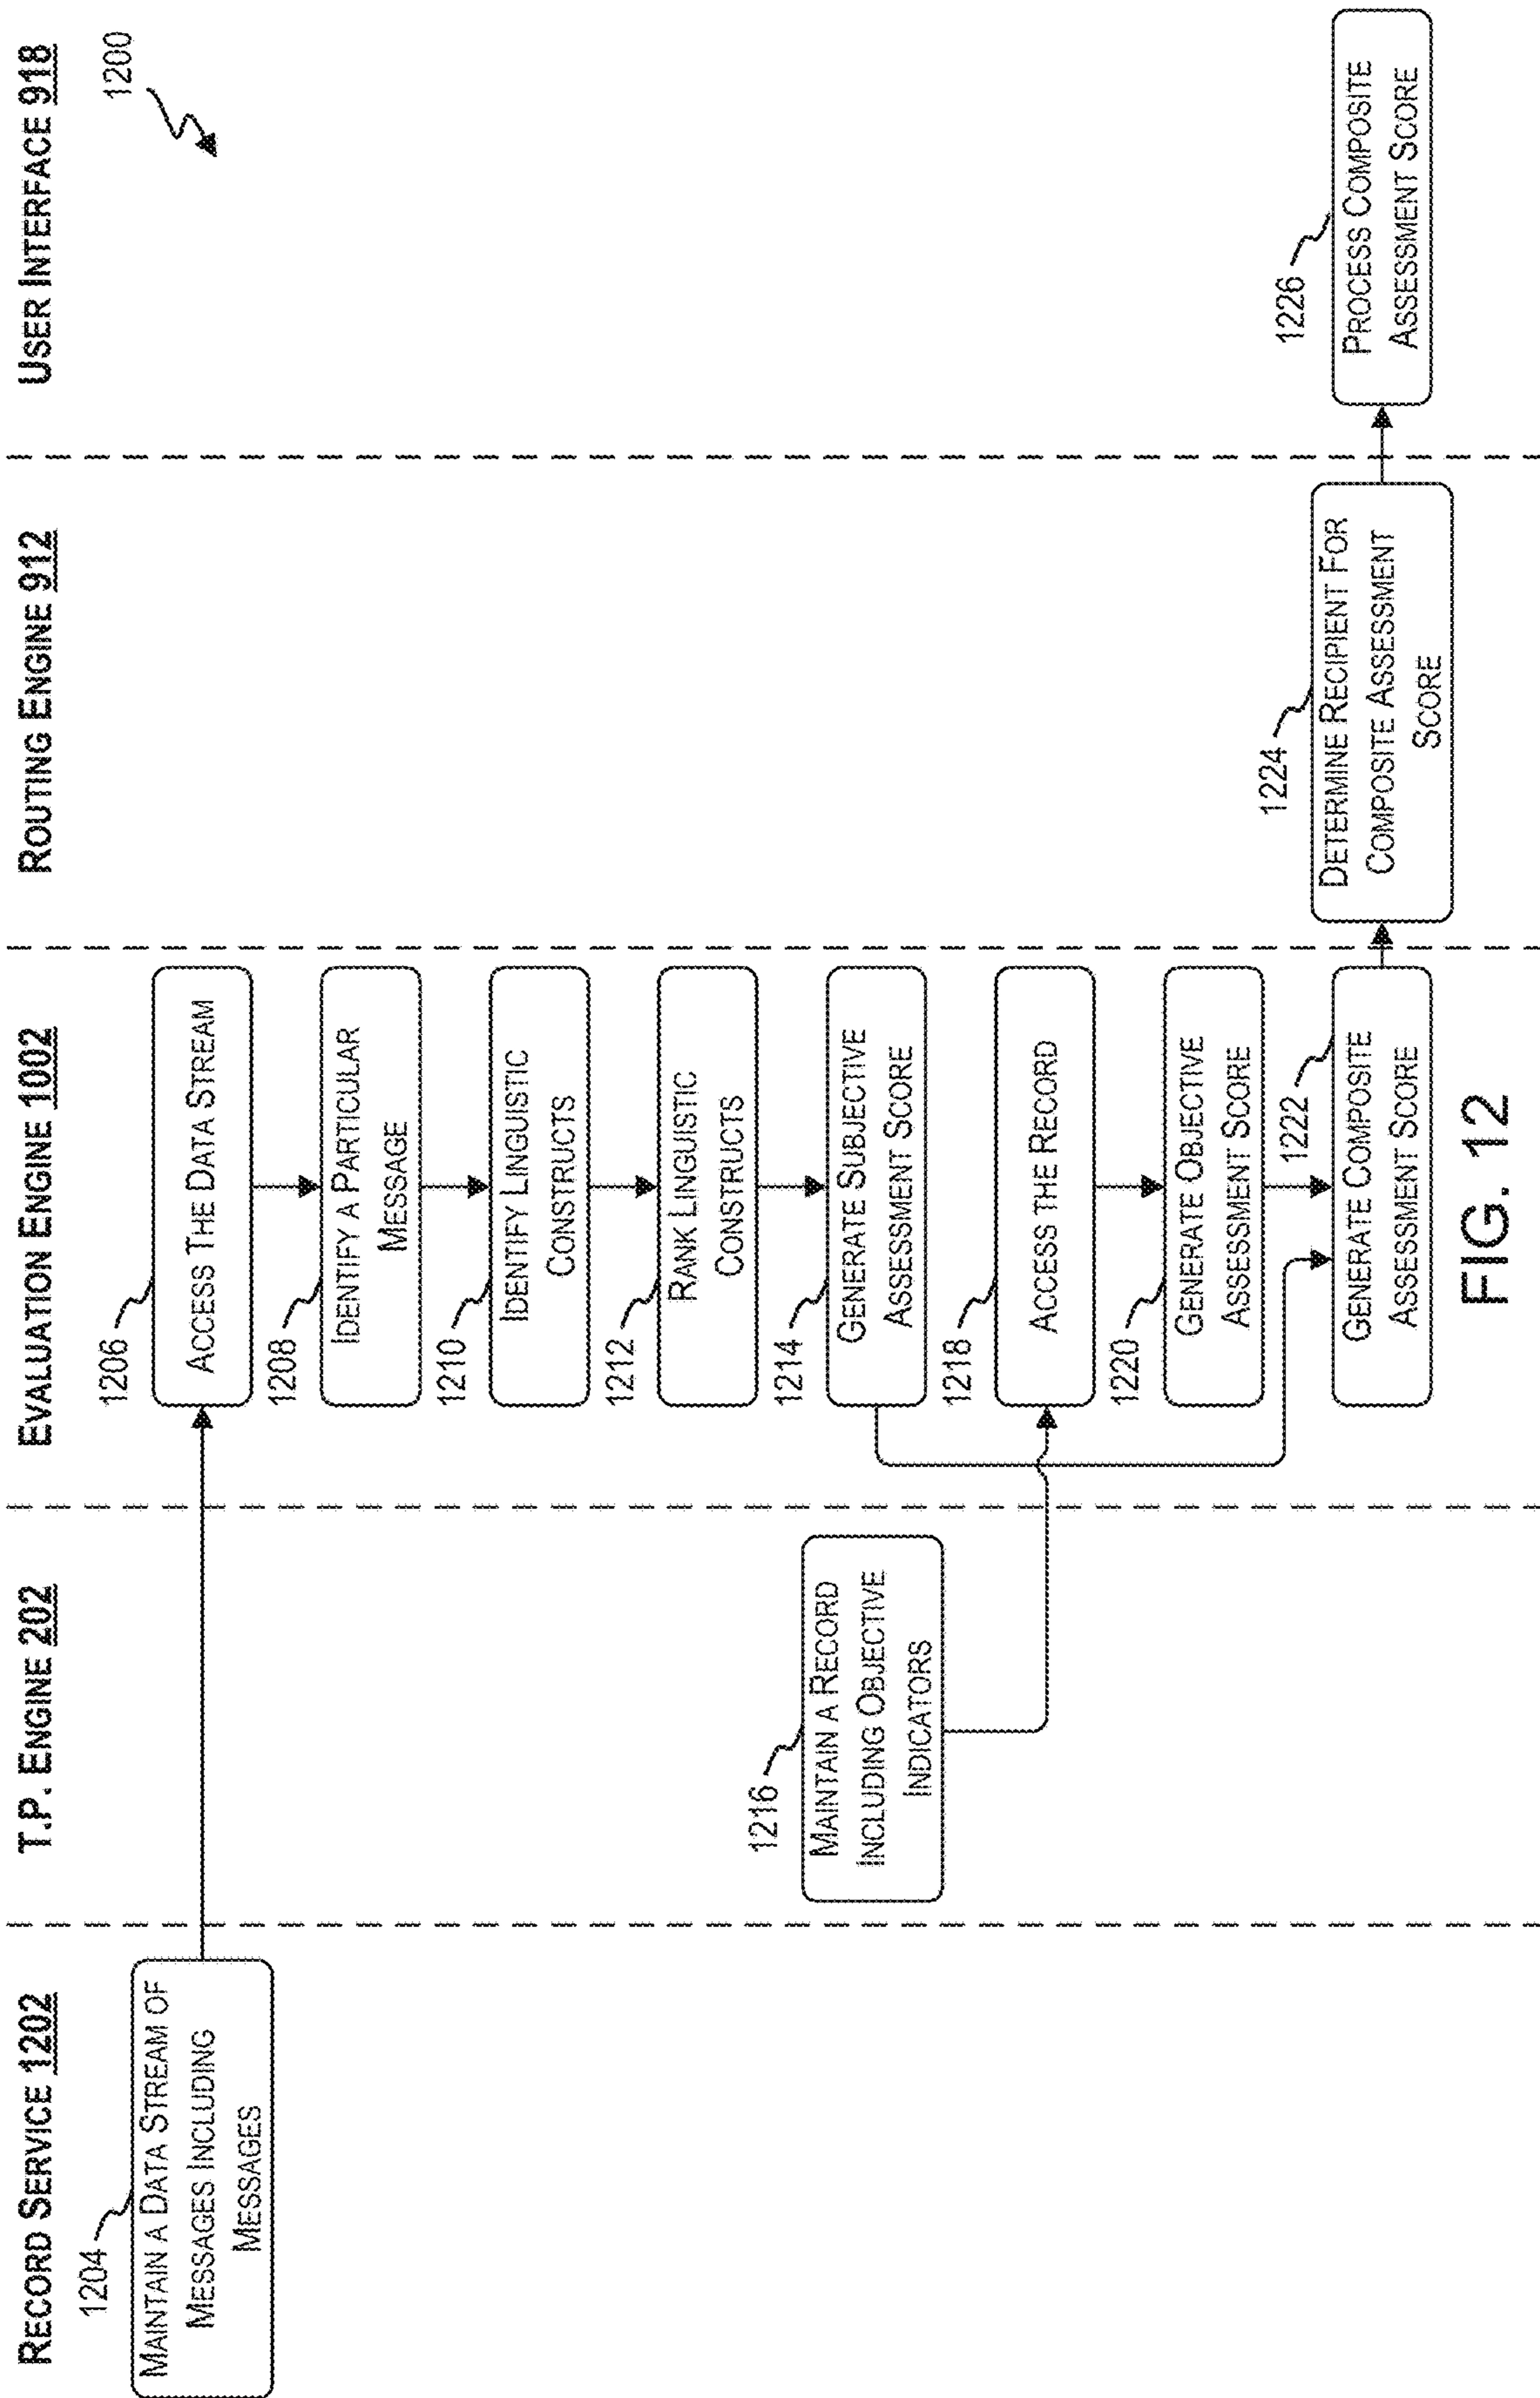 RECORD SERVICE 1202
T.P. ENGINE 202
EVALUATION ENGINE 1002
ROUTING ENGINE 912
USER INTERFACE 918
1200
1204
MAINTAIN A DATA STREAM OF
MESSAGES INCLUDING
MESSAGES
1206
ACCESS THE DATA STREAM
1208
IDENTIFY A PARTICULAR
MESSAGE
1210
IDENTIFY LINGUISTIC
CONSTRUCTS
1212
RANK LINGUISTIC
CONSTRUCTS
1214
GENERATE SUBJECTIVE
ASSESSMENT SCORE
1216
MAINTAIN A RECORD
INCLUDING OBJECTIVE
INDICATORS
1218
ACCESS THE RECORD
1220
GENERATE OBJECTIVE
ASSESSMENT SCORE
1222
GENERATE COMPOSITE
ASSESSMENT SCORE
1224
DETERMINE RECIPIENT FOR
COMPOSITE ASSESSMENT
SCORE
1226
PROCESS COMPOSITE
ASSESSMENT SCORE
FIG. 12